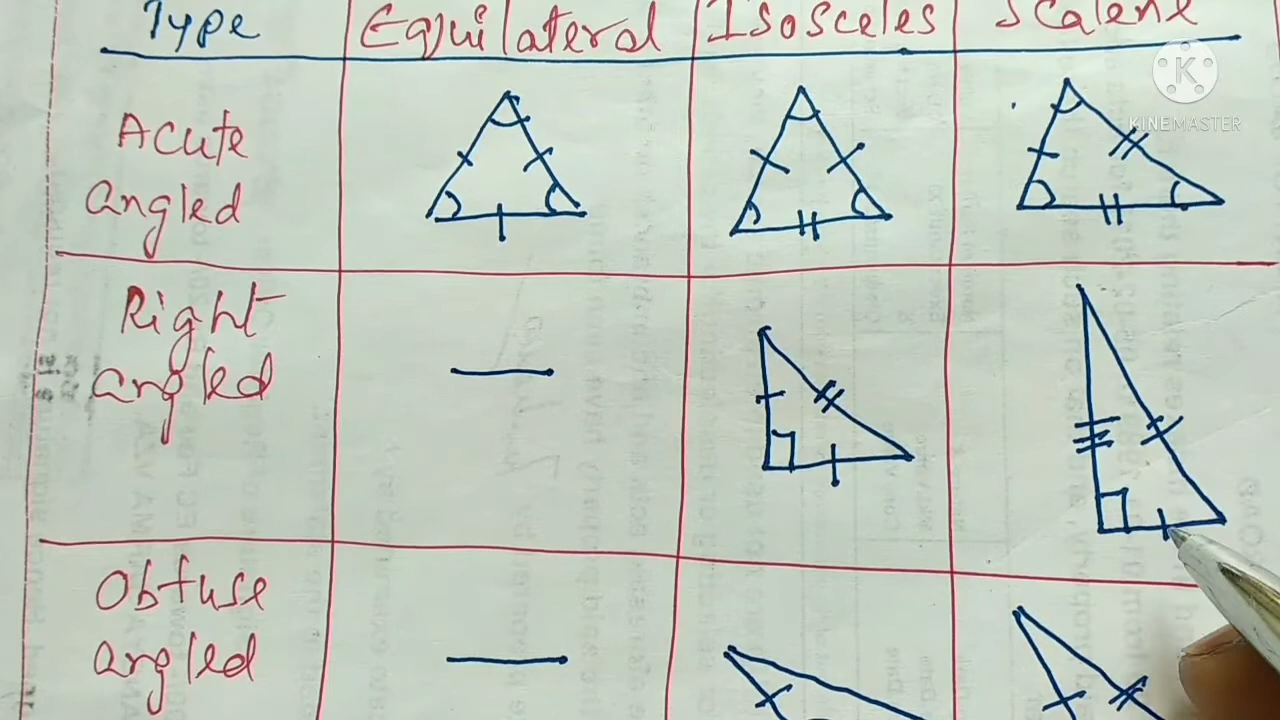 Type Equilateral Isosceles Scalene
K
KINEMASTER
Acute
angled
Right
angled
Obtuse
angled